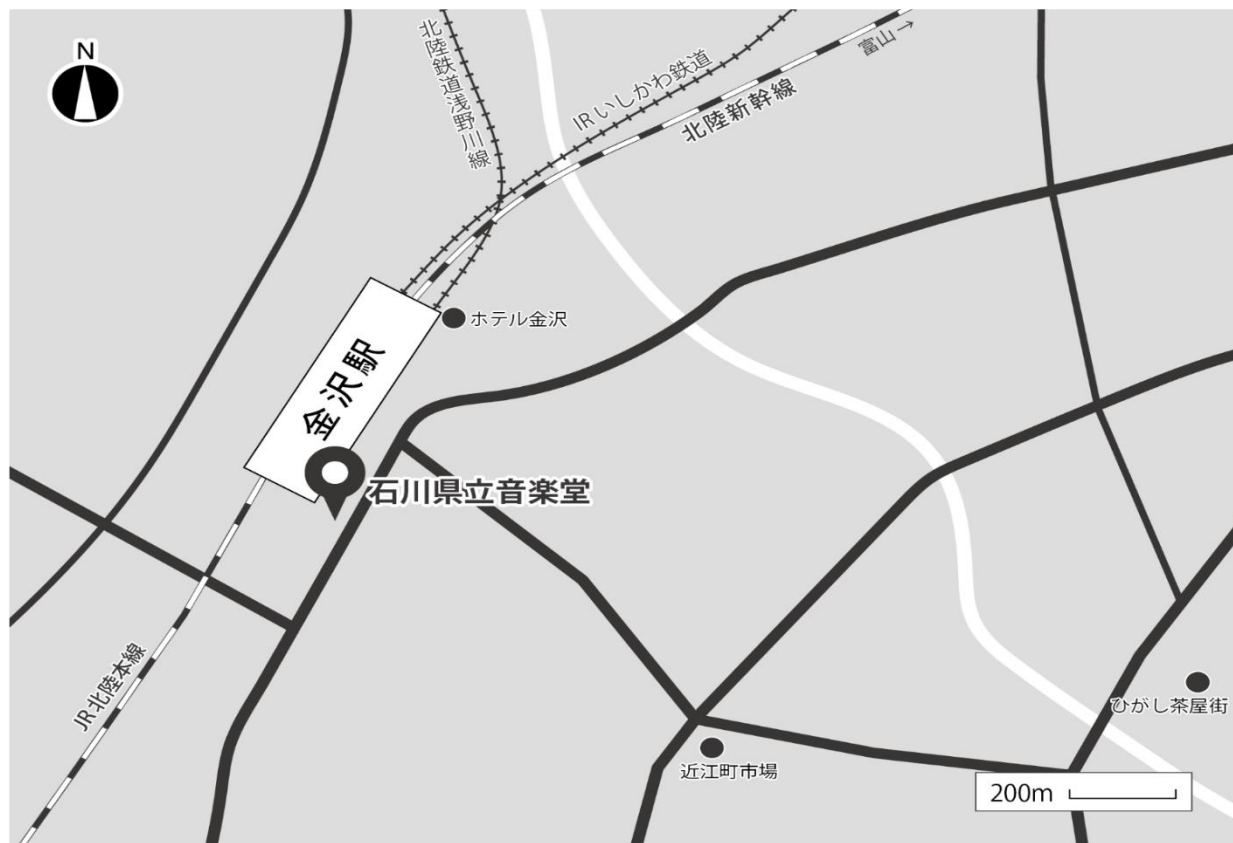 N
北陸鉄道浅野川線
IRいしかわ鉄道
北陸新幹線
富山→
ホテル金沢
金沢駅
石川県立音楽堂
JR北陸本線
近江町市場
ひがし茶屋街
200m